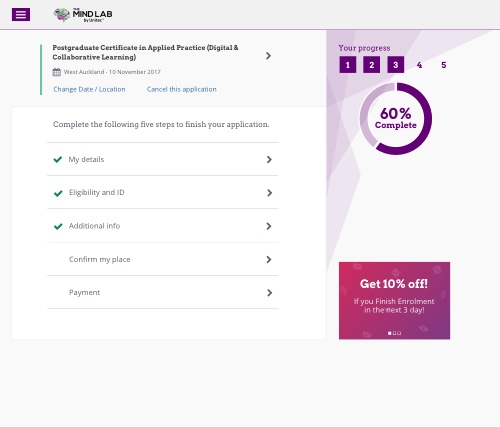 THE
MIND LAB
by Unitec
Postgraduate Certificate in Applied Practice (Digital &
Collaborative Learning)
West Auckland - 10 November 2017
Change Date / Location
Cancel this application
Your progress
1 2 3 4 5
60%
Complete
Complete the following five steps to finish your application.
My details
Eligibility and ID
Additional info
Confirm my place
Payment
Get 10% off!
If you Finish Enrolment
in the next 3 day!